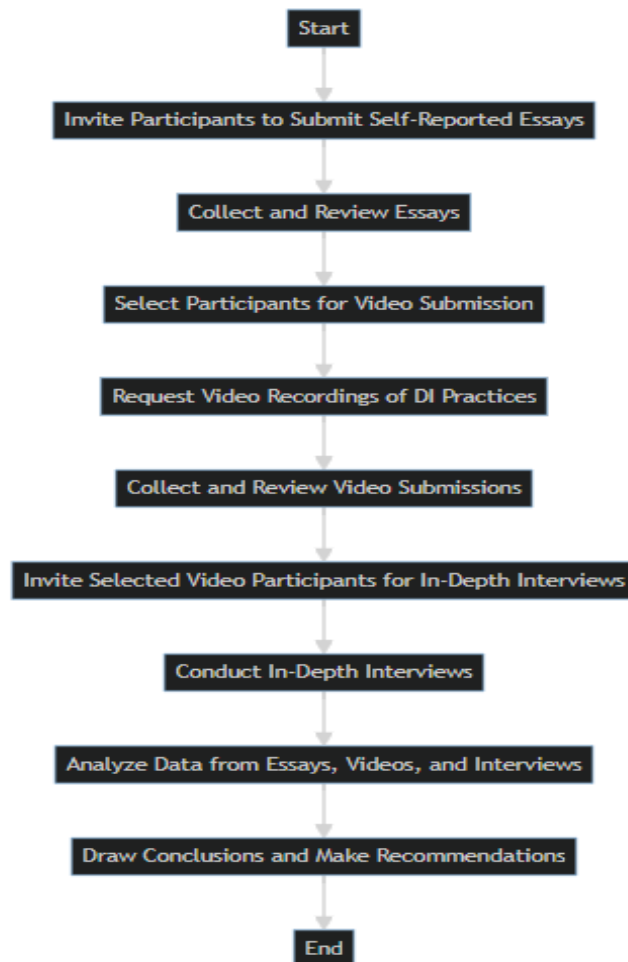 Start
Invite Participants to Submit Self-Reported Essays
Collect and Review Essays
Select Participants for Video Submission
Request Video Recordings of DI Practices
Collect and Review Video Submissions
Invite Selected Video Participants for In-Depth Interviews
Conduct In-Depth Interviews
Analyze Data from Essays, Videos, and Interviews
Draw Conclusions and Make Recommendations
End